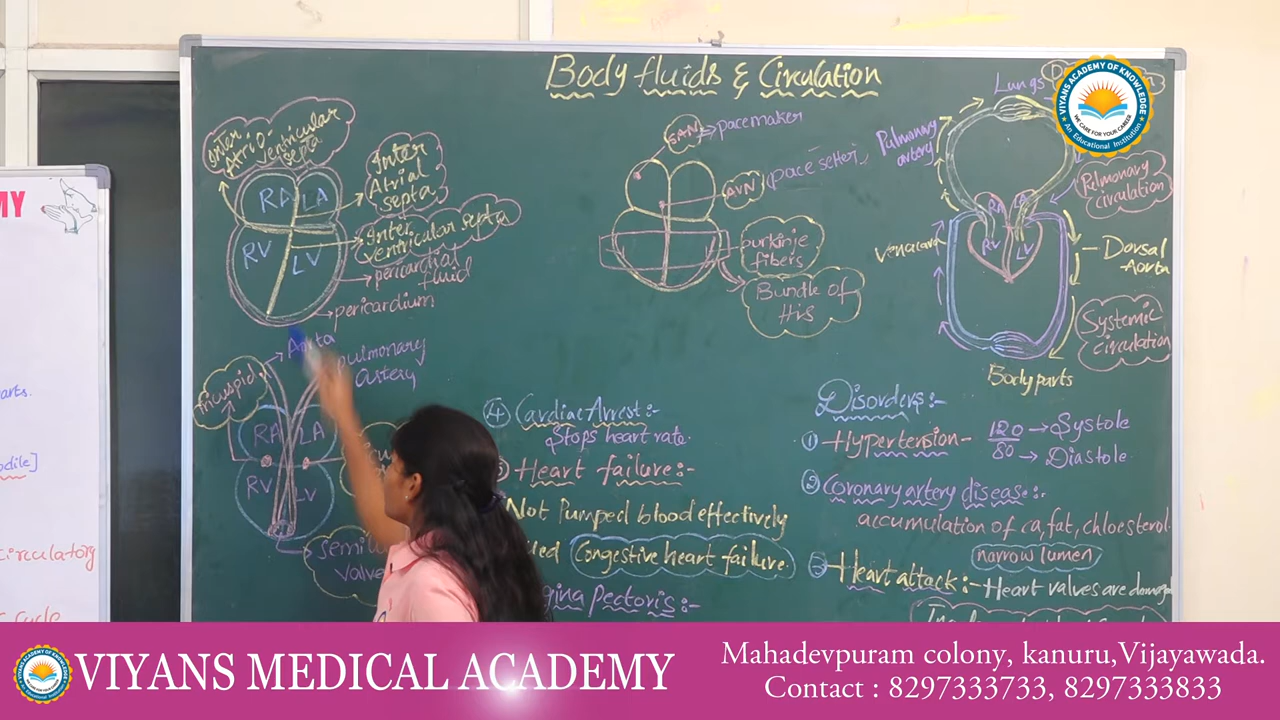 Body fluids & Circulation
Inter
Atrio-
ventricular
septa
RA LA
RV LV
Inter
Atrial
septa
Inter
ventricular septa
pericardial
fluid
pericardium
Aorta
pulmonary
artery
tricuspid
RA LA
RV LV
valve
SAN pacemaker
AVN pace setter
purkinje
fibers
Bundle of
His
Lungs
Pulmonary
artery
Pulmonary
circulation
RA LA
RV LV
Dorsal
Aorta
Systemic
circulation
Body parts
④ Cardiac Arrest:-
Stops heart rate.
Heart failure:-
Not Pumped blood effectively
Congestive heart failure.
Pectoris:-
Disorders:-
① Hypertension- 120 → Systole
80 → Diastole
② Coronary artery disease:-
accumulation of ca, fat, chloesterol.
narrow lumen
③ Heart attack:- Heart valves are
MY
arts.
odile]
circulatory
cycle
VIYANS ACADEMY OF KNOWLEDGE
WE CARE FOR YOUR CAREER
An Educational Institution
VIYANS MEDICAL ACADEMY
Mahadevpuram colony, kanuru,Vijayawada.
Contact : 8297333733, 8297333833